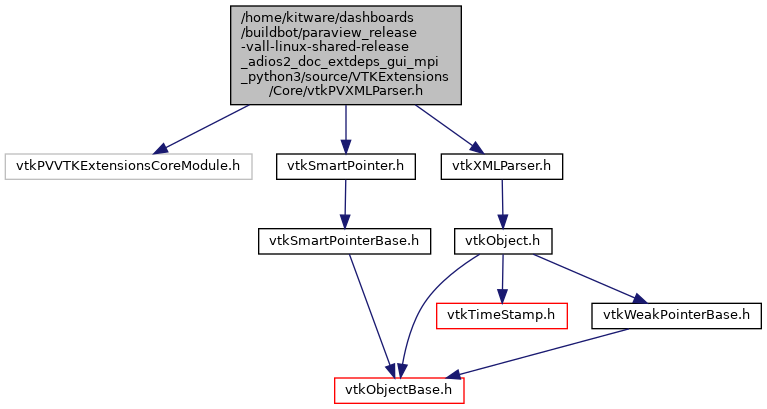 /home/kitware/dashboards
/buildbot/paraview_release
-vall-linux-shared-release
_adios2_doc_extdeps_gui_mpi
_python3/source/VTKExtensions
/Core/vtkPVXMLParser.h
vtkPVVTKExtensionsCoreModule.h
vtkSmartPointer.h
vtkXMLParser.h
vtkSmartPointerBase.h
vtkObject.h
vtkTimeStamp.h
vtkWeakPointerBase.h
vtkObjectBase.h